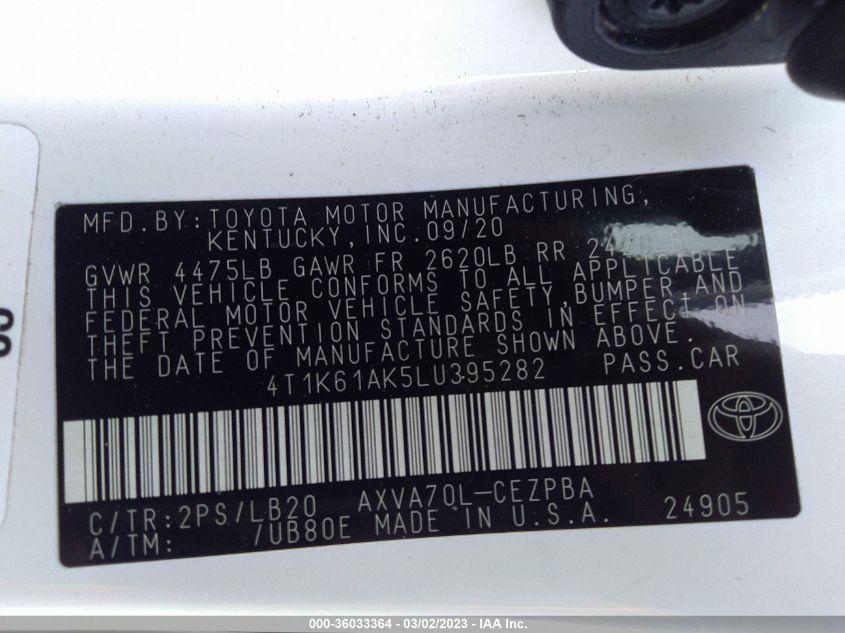 MFD. BY: TOYOTA MOTOR MANUFACTURING,
KENTUCKY, INC. 09/20
GVWR 4475LB GAWR FR 2620LB RR
THIS VEHICLE CONFORMS TO ALL APPLICABLE
FEDERAL MOTOR VEHICLE SAFETY, BUMPER, AND
THEFT PREVENTION STANDARDS IN EFFECT ON
THE DATE OF MANUFACTURE SHOWN ABOVE.
4T1K61AK5LU395282 PASS. CAR
C/TR: 2PS/LB20 AXVA70L-CEZPBA
A/TM: /UB80E MADE IN U.S.A. 24905
000-36033364 - 03/02/2023 - IAA Inc.